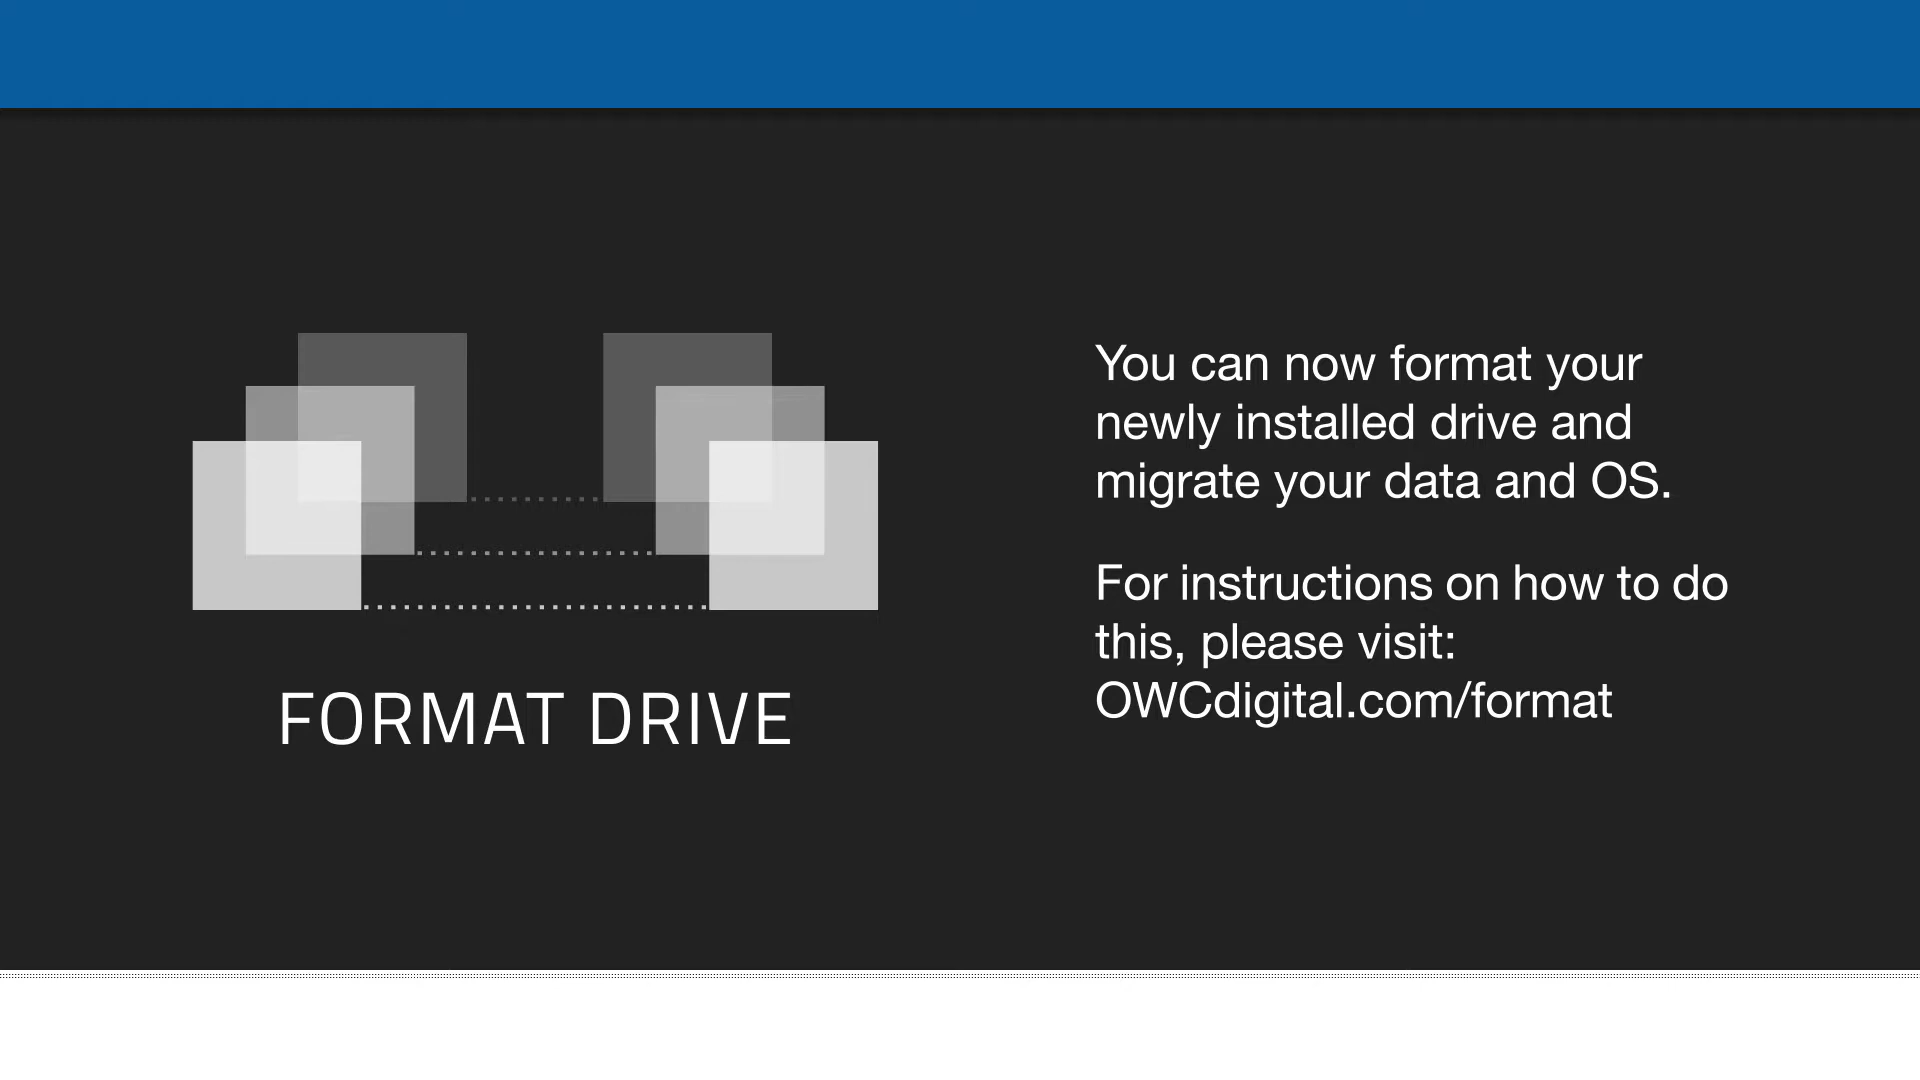 FORMAT DRIVE
You can now format your
newly installed drive and
migrate your data and OS.
For instructions on how to do
this, please visit:
OWCdigital.com/format